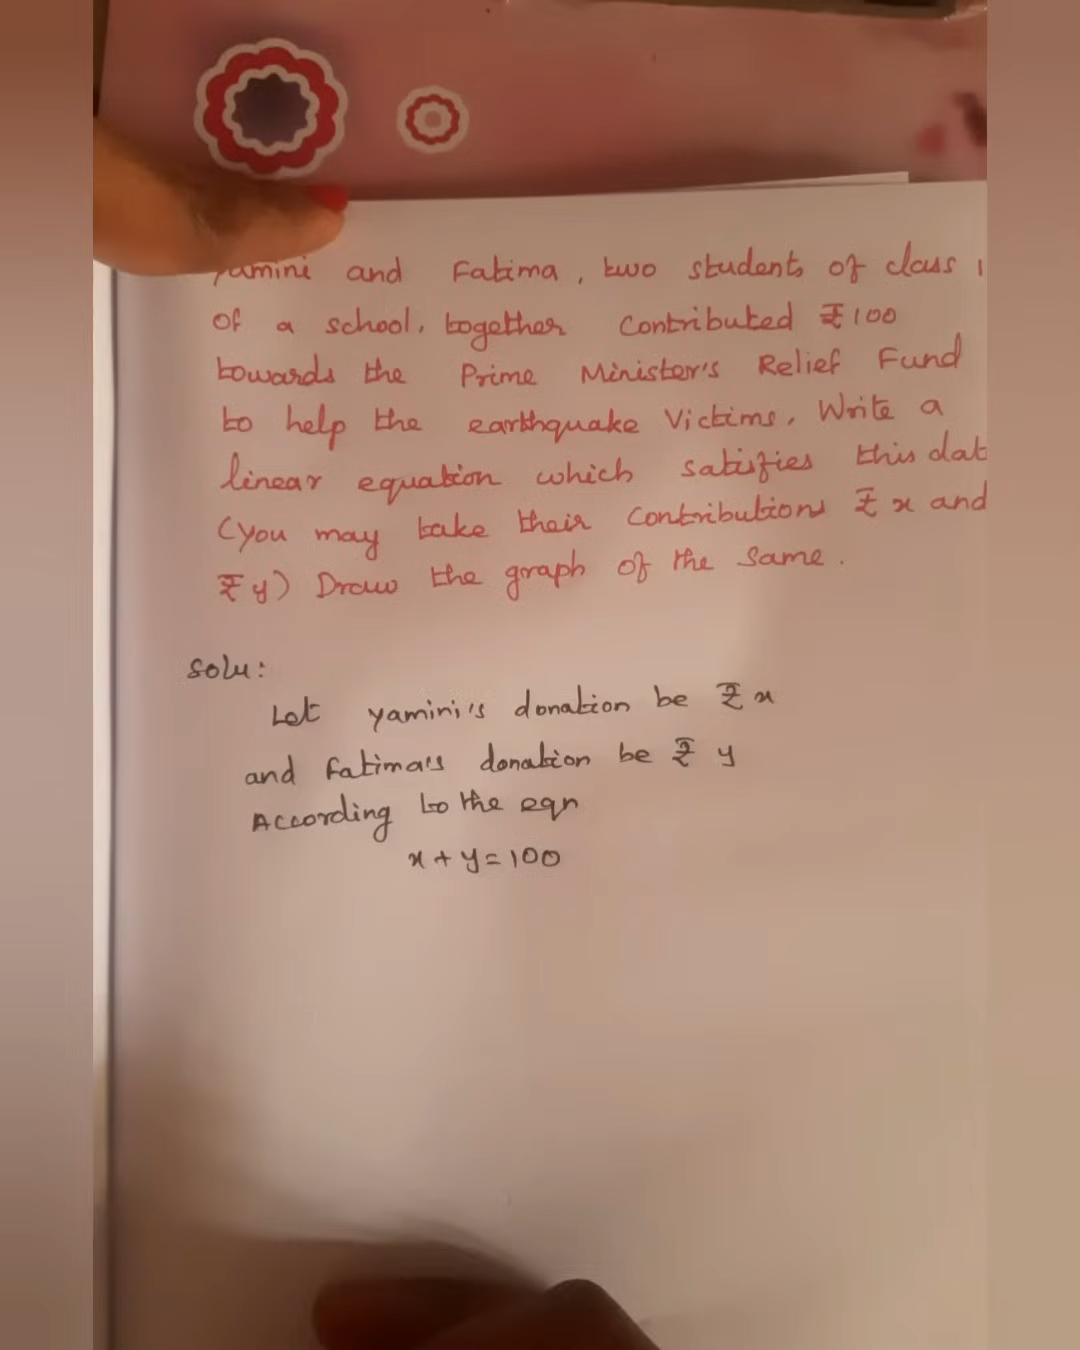 Yamini and Fatima, two students of class
of a school, together contributed ₹100
towards the Prime Minister's Relief Fund
to help the earthquake Victims. Write a
linear equation which satisfies this dat
(you may take their contributions ₹ x and
₹ y) Draw the graph of the same.
Solu:
Let yamini's donation be ₹ x
and fatima's donation be ₹ y
According to the eqn
x + y = 100